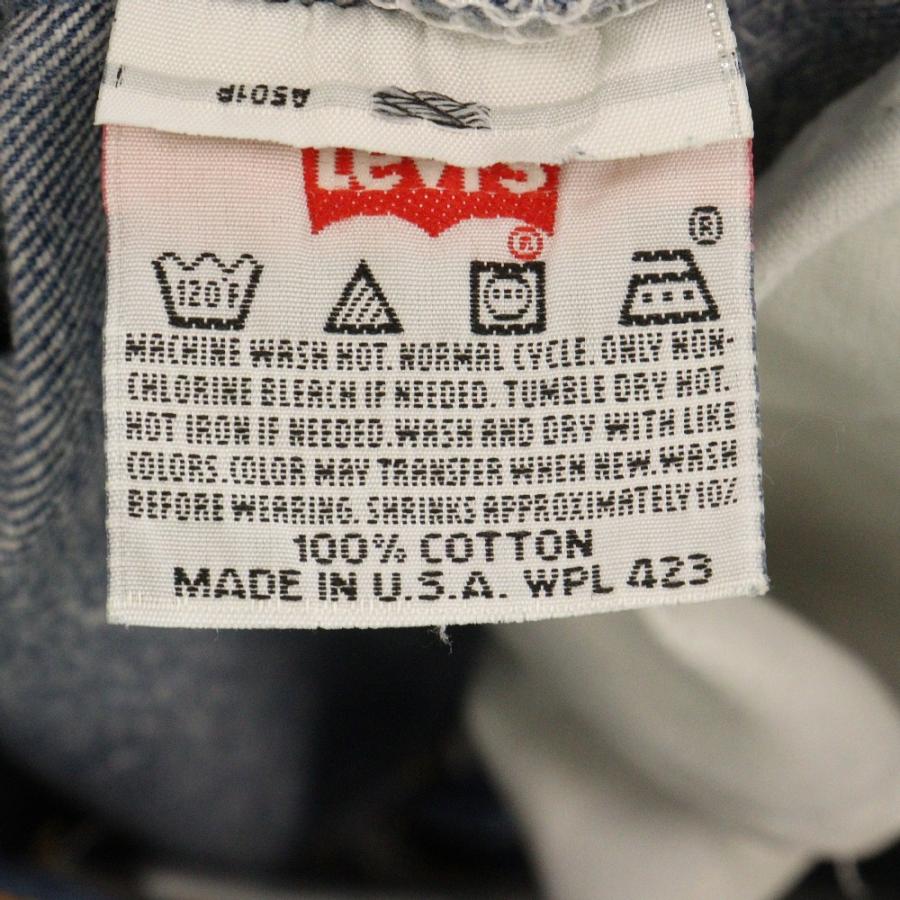 A501P
Levi's
®
®
120°F
MACHINE WASH HOT. NORMAL CYCLE. ONLY NON-
CHLORINE BLEACH IF NEEDED. TUMBLE DRY HOT.
HOT IRON IF NEEDED. WASH AND DRY WITH LIKE
COLORS. COLOR MAY TRANSFER WHEN NEW. WASH
BEFORE WEARING. SHRINKS APPROXIMATELY 10%
100% COTTON
MADE IN U.S.A. WPL 423